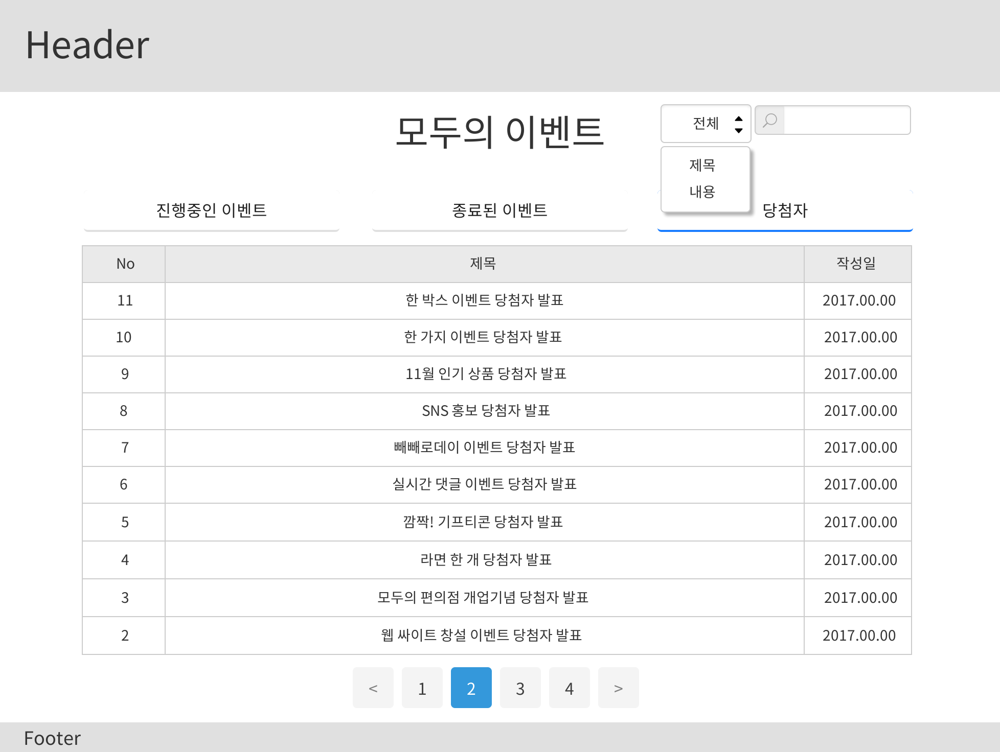 Header
모두의 이벤트
전체
제목
내용
진행중인 이벤트 종료된 이벤트 당첨자
No 제목 작성일
11 한 박스 이벤트 당첨자 발표 2017.00.00
10 한 가지 이벤트 당첨자 발표 2017.00.00
9 11월 인기 상품 당첨자 발표 2017.00.00
8 SNS 홍보 당첨자 발표 2017.00.00
7 빼빼로데이 이벤트 당첨자 발표 2017.00.00
6 실시간 댓글 이벤트 당첨자 발표 2017.00.00
5 깜짝! 기프티콘 당첨자 발표 2017.00.00
4 라면 한 개 당첨자 발표 2017.00.00
3 모두의 편의점 개업기념 당첨자 발표 2017.00.00
2 웹 싸이트 창설 이벤트 당첨자 발표 2017.00.00
< 1 2 3 4 >
Footer